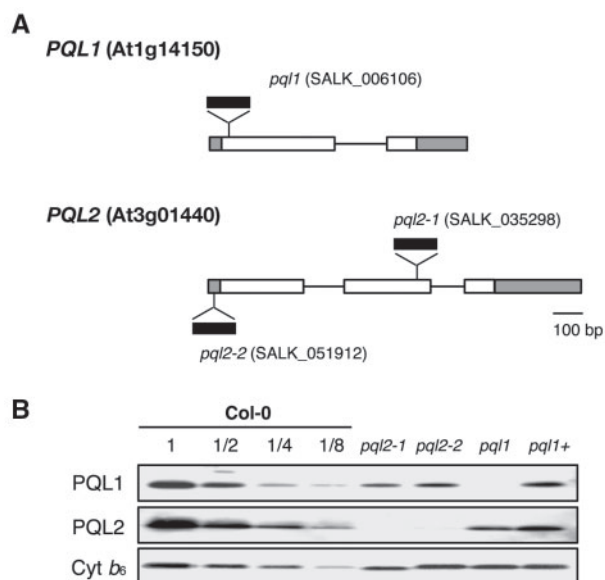 A
PQL1 (At1g14150)
pql1 (SALK_006106)
PQL2 (At3g01440)
pql2-1 (SALK_035298)
100 bp
pql2-2 (SALK_051912)
B
Col-0
1 1/2 1/4 1/8 pql2-1 pql2-2 pql1 pql1+
PQL1
PQL2
Cyt b₆